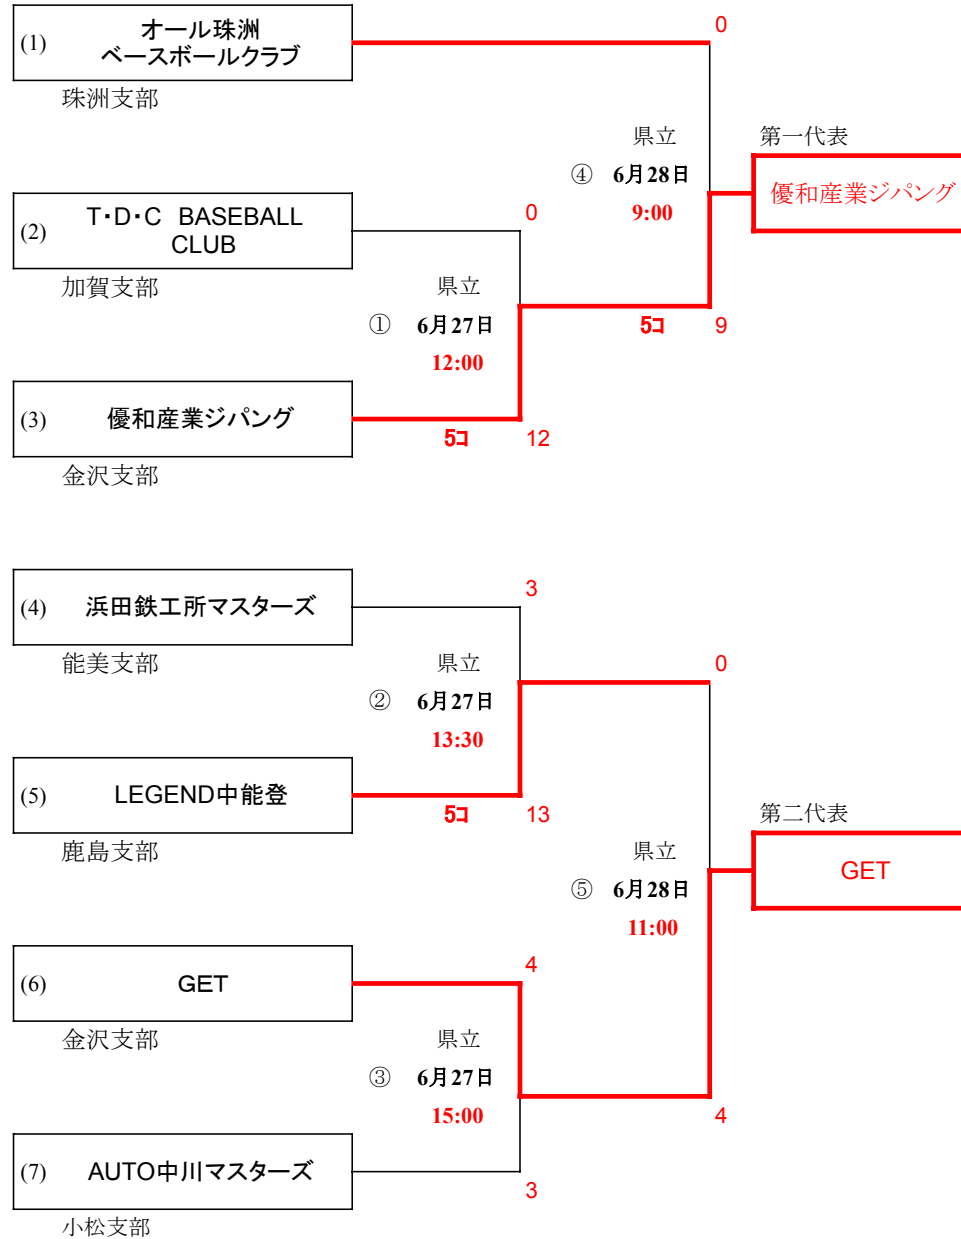 (1)
オール珠洲
ベースボールクラブ
珠洲支部
0
県立
④ 6月28日
9:00
第一代表
優和産業ジパング
(2)
T・D・C BASEBALL
CLUB
加賀支部
0
県立
① 6月27日
12:00
5コ 9
(3) 優和産業ジパング
金沢支部
5コ 12
(4) 浜田鉄工所マスターズ
能美支部
3
県立
② 6月27日
13:30
0
(5) LEGEND中能登
鹿島支部
5コ 13
県立
⑤ 6月28日
11:00
第二代表
GET
(6) GET
金沢支部
4
県立
③ 6月27日
15:00
4
(7) AUTO中川マスターズ
小松支部
3